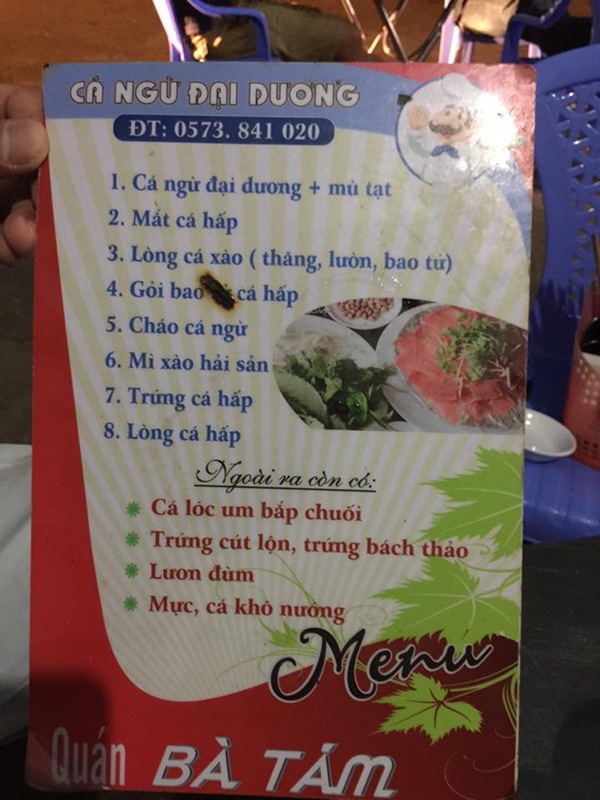 CÁ NGỪ ĐẠI DƯƠNG
ĐT: 0573. 841 020
1. Cá ngừ đại dương + mù tạt
2. Mắt cá hấp
3. Lòng cá xào ( thăng, lườn, bao tử)
4. Gỏi bao cá hấp
5. Cháo cá ngừ
6. Mì xào hải sản
7. Trứng cá hấp
8. Lòng cá hấp
Ngoài ra còn có:
Cá lóc um bắp chuối
Trứng cút lộn, trứng bách thảo
Lươn đùm
Mực, cá khô nướng
Menu
Quán BÀ TÁM